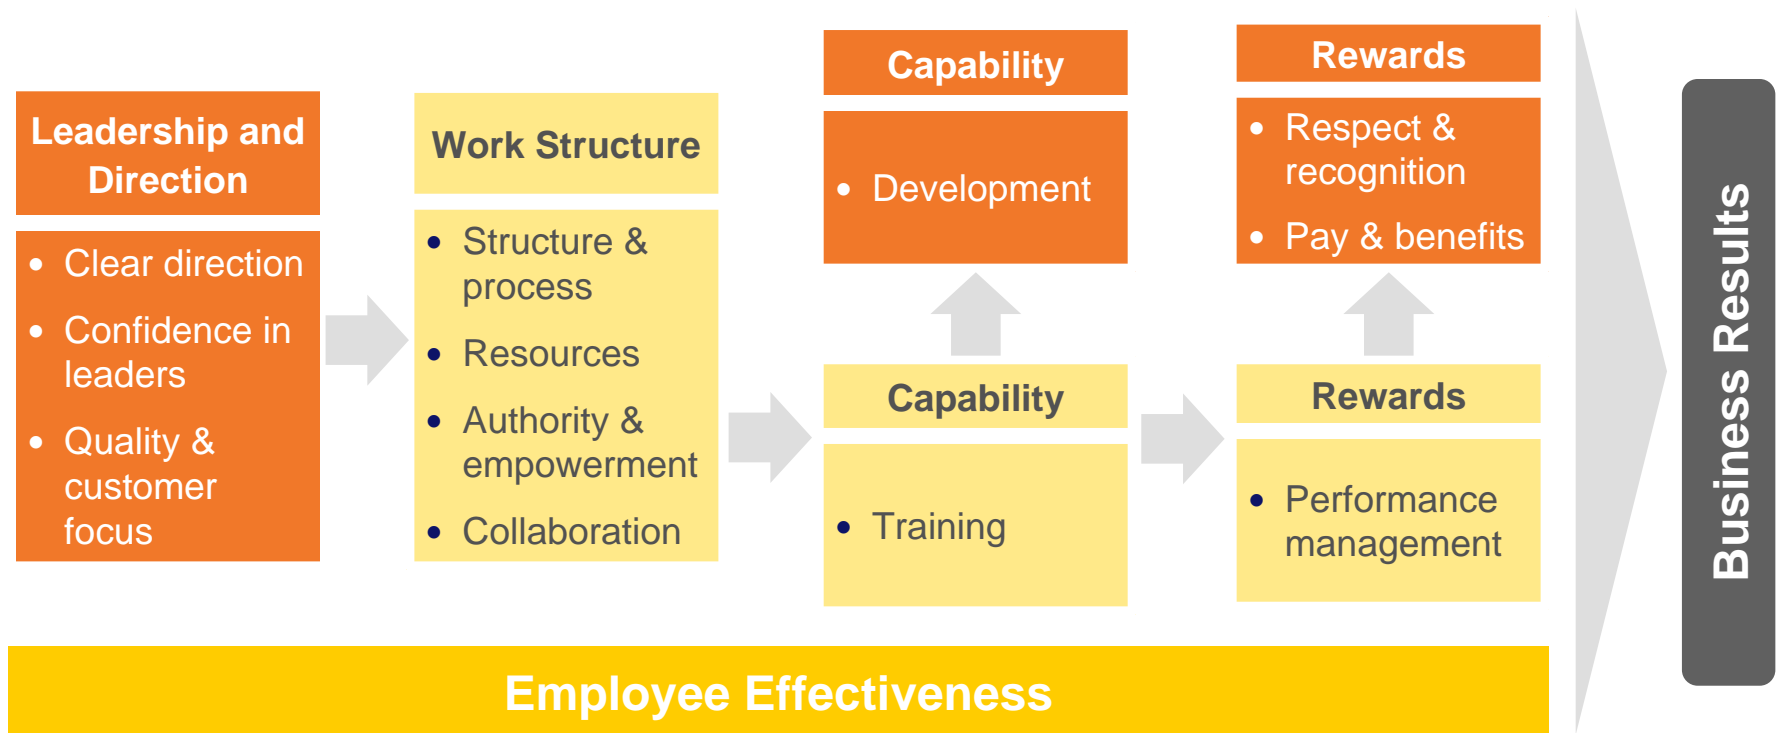 Leadership and
Direction
• Clear direction
• Confidence in
leaders
• Quality &
customer
focus
Work Structure
• Structure &
process
• Resources
• Authority &
empowerment
• Collaboration
Capability
• Development
Capability
• Training
Rewards
• Respect &
recognition
• Pay & benefits
Rewards
• Performance
management
Business Results
Employee Effectiveness